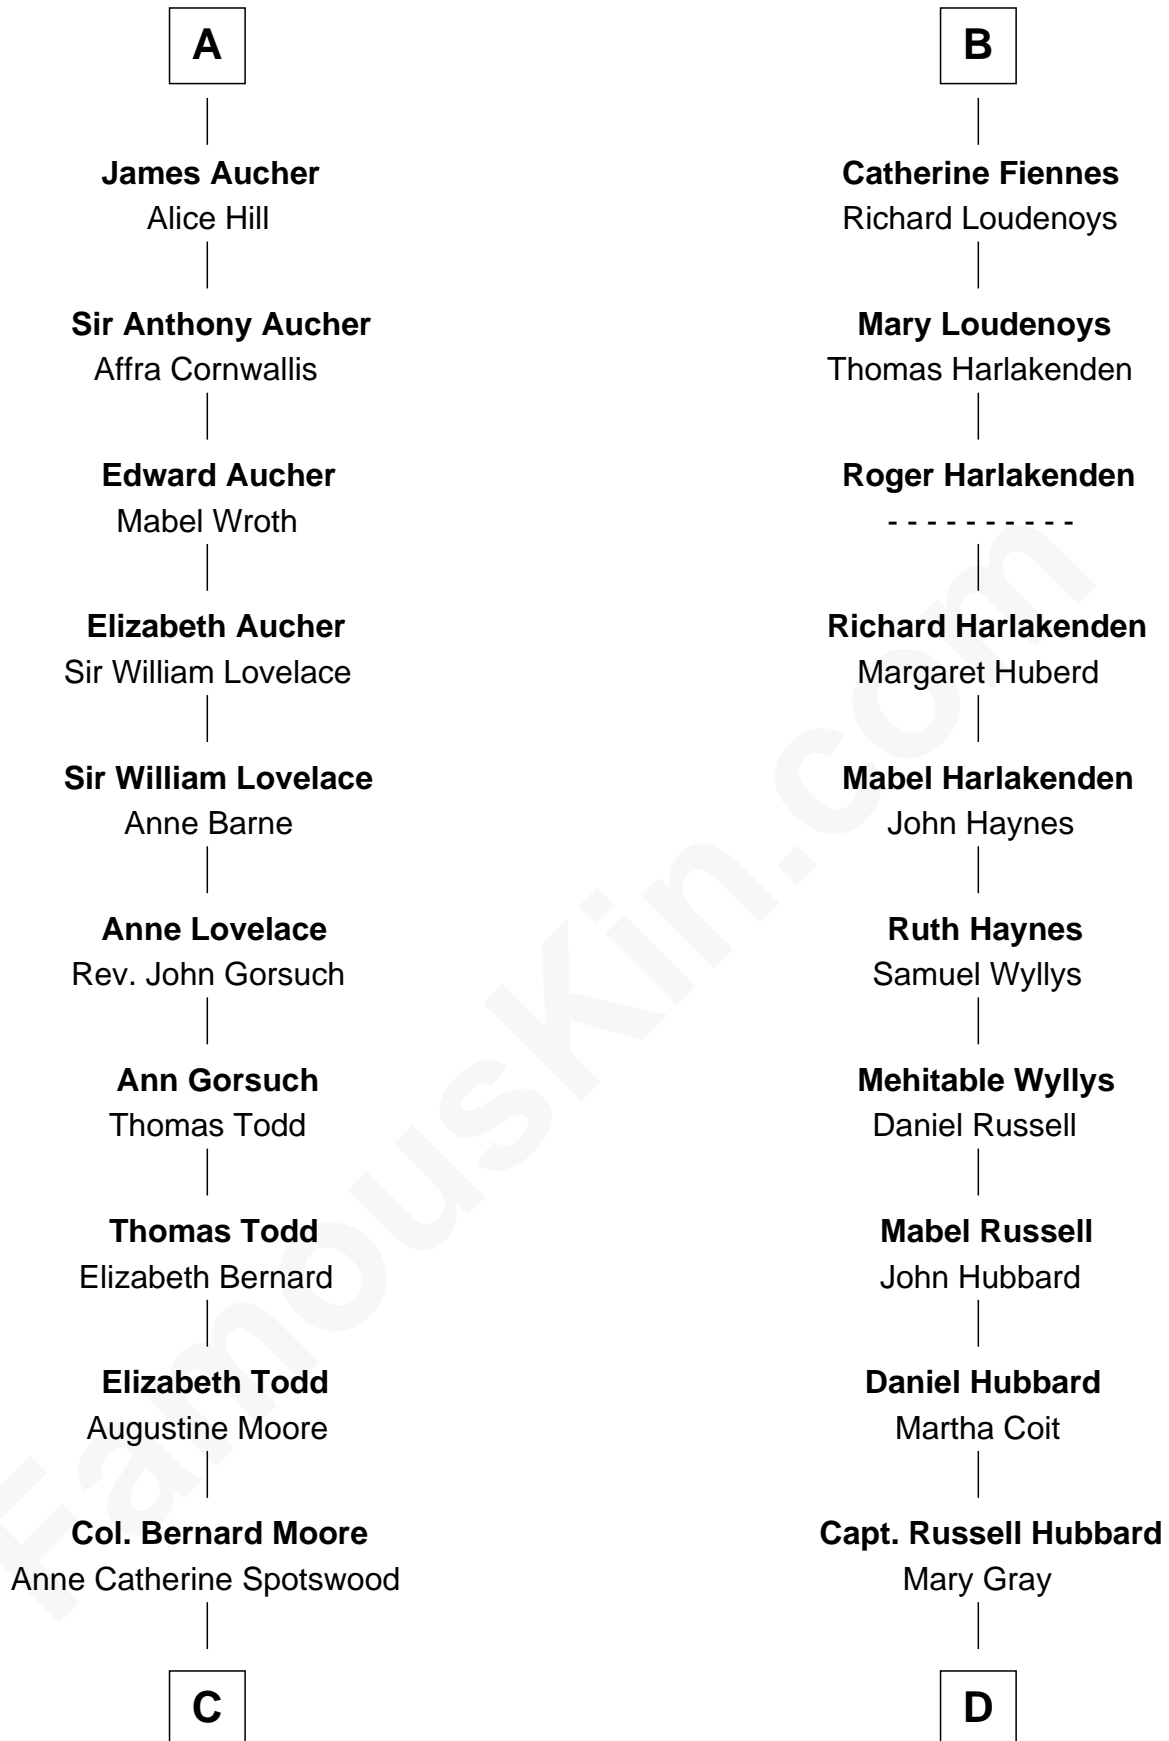 A
James Aucher
Alice Hill
Sir Anthony Aucher
Affra Cornwallis
Edward Aucher
Mabel Wroth
Elizabeth Aucher
Sir William Lovelace
Sir William Lovelace
Anne Barne
Anne Lovelace
Rev. John Gorsuch
Ann Gorsuch
Thomas Todd
Thomas Todd
Elizabeth Bernard
Elizabeth Todd
Augustine Moore
Col. Bernard Moore
Anne Catherine Spotswood
C
B
Catherine Fiennes
Richard Loudenoys
Mary Loudenoys
Thomas Harlakenden
Roger Harlakenden
- - - - - - - - - -
Richard Harlakenden
Margaret Huberd
Mabel Harlakenden
John Haynes
Ruth Haynes
Samuel Wyllys
Mehitable Wyllys
Daniel Russell
Mabel Russell
John Hubbard
Daniel Hubbard
Martha Coit
Capt. Russell Hubbard
Mary Gray
D
FamousKin.com